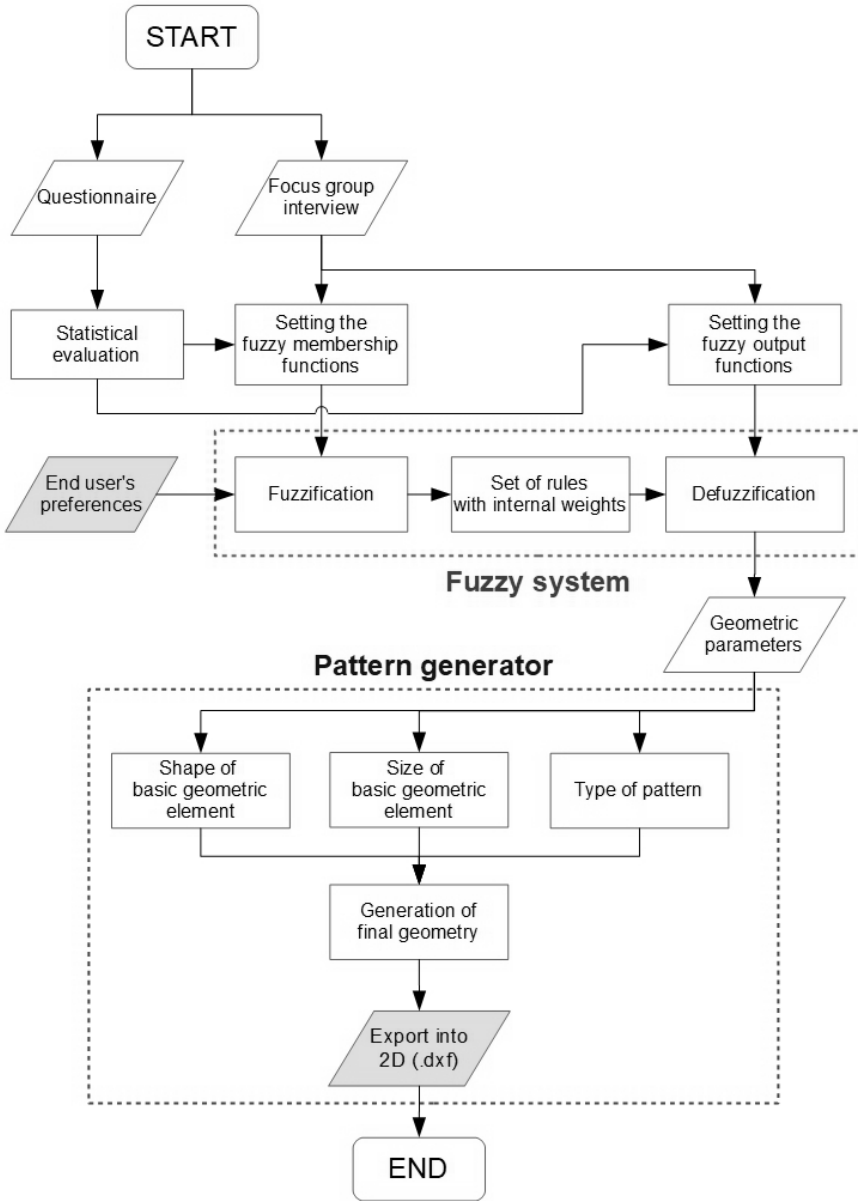 START
Questionnaire
Focus group
interview
Statistical
evaluation
Setting the
fuzzy membership
functions
Setting the
fuzzy output
functions
End user's
preferences
Fuzzification
Set of rules
with internal weights
Defuzzification
Fuzzy system
Geometric
parameters
Pattern generator
Shape of
basic geometric
element
Size of
basic geometric
element
Type of pattern
Generation of
final geometry
Export into
2D (.dxf)
END